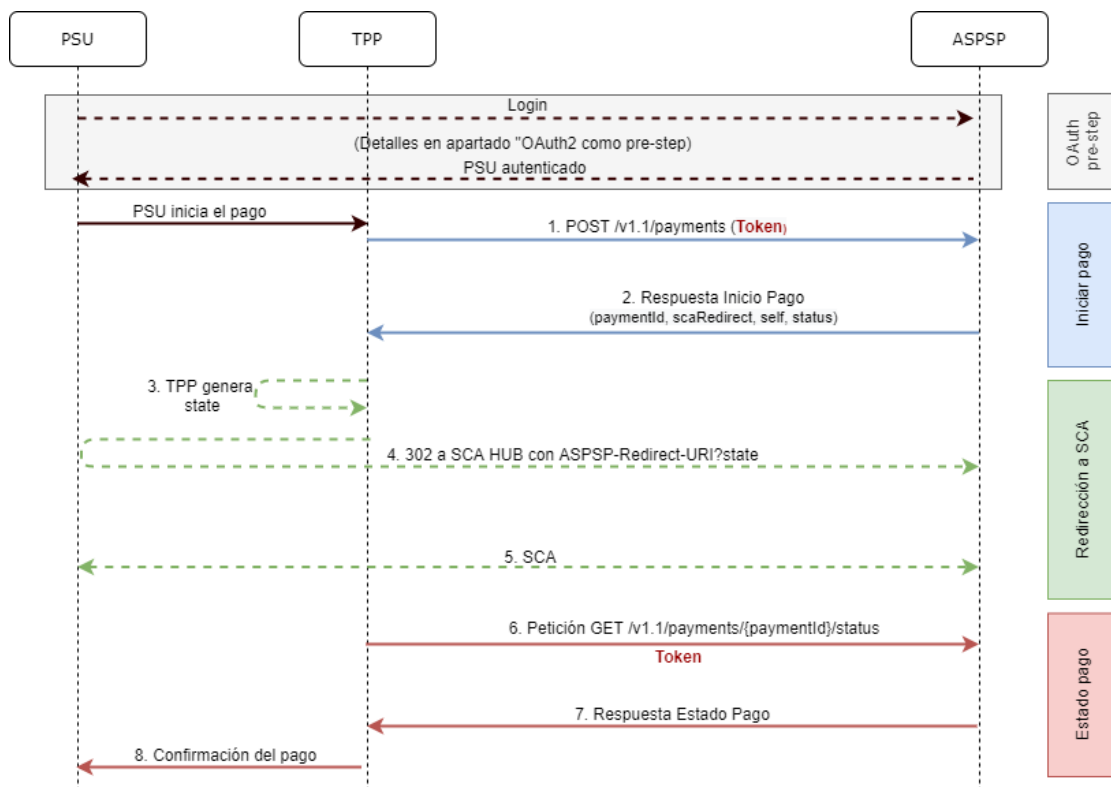 PSU
TPP
ASPSP
Login
(Detalles en apartado "OAuth2 como pre-step)
PSU autenticado
OAuth
pre-step
PSU inicia el pago
1. POST /v1.1/payments (Token)
2. Respuesta Inicio Pago
(paymentId, scaRedirect, self, status)
Iniciar pago
3. TPP genera
state
4. 302 a SCA HUB con ASPSP-Redirect-URI?state
5. SCA
Redirección a SCA
6. Petición GET /v1.1/payments/{paymentId}/status
Token
7. Respuesta Estado Pago
8. Confirmación del pago
Estado pago